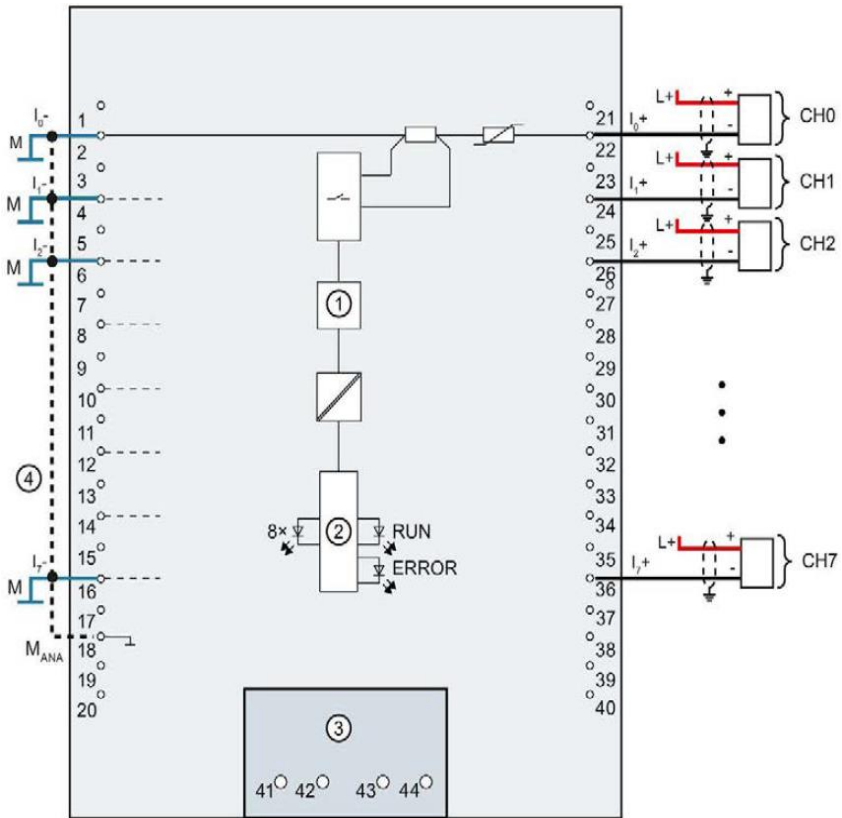 L+ + CH0
I0- 1 21 I0+ -
M 2 22
L+ + CH1
I1- 3 23 I1+ -
M 4 24
L+ + CH2
I2- 5 25 I2+ -
M 6 26
7 27
1
8 28
9 29
10 30
11 31
12 32
4
13 33
14 34
8× 2 RUN
L+ + CH7
15 35
ERROR
I7- I7+ -
M 16 36
17 37
MANA 18 38
19 39
20 40
3
41 42 43 44